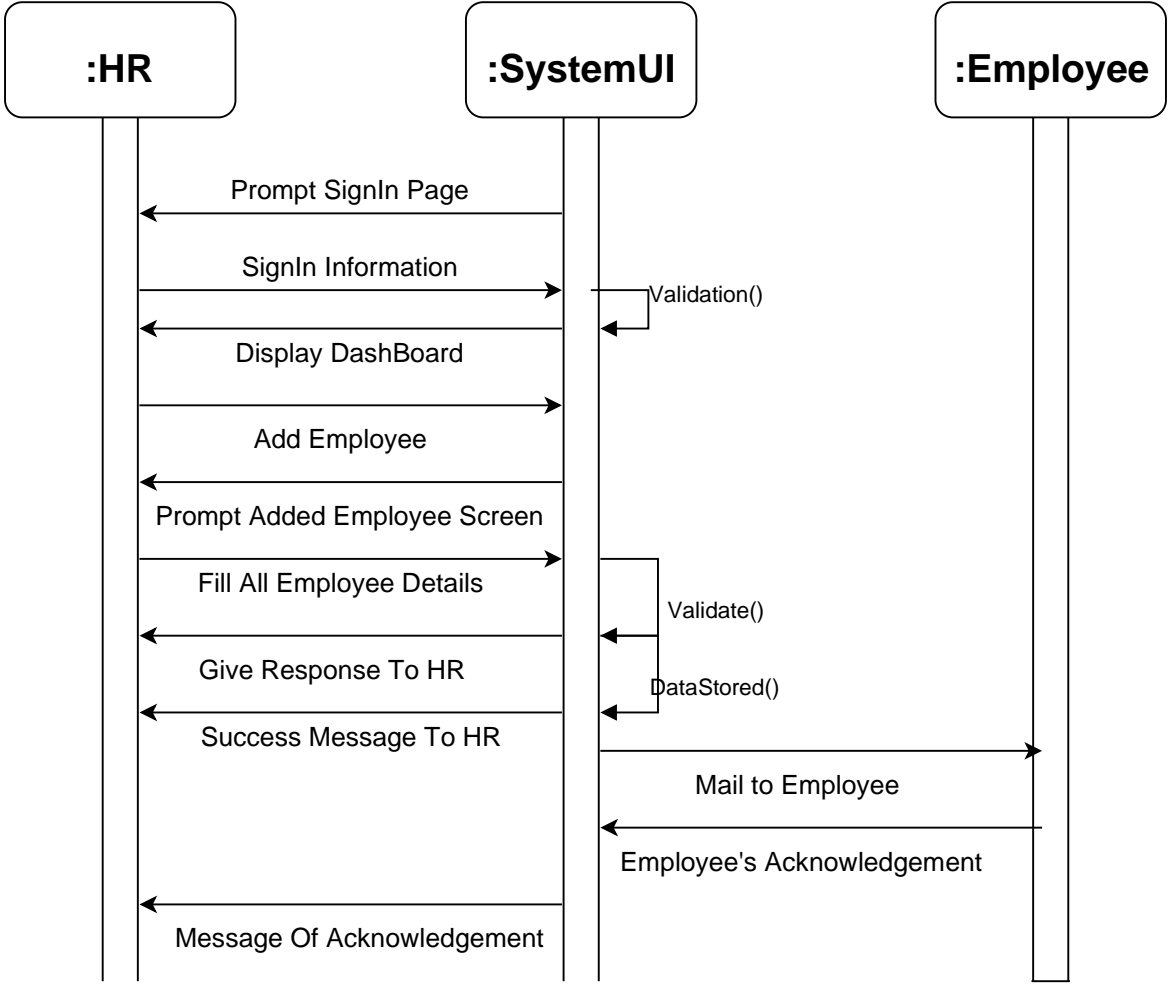 :HR
:SystemUI
:Employee
Prompt SignIn Page
SignIn Information
Validation()
Display DashBoard
Add Employee
Prompt Added Employee Screen
Fill All Employee Details
Validate()
Give Response To HR
DataStored()
Success Message To HR
Mail to Employee
Employee's Acknowledgement
Message Of Acknowledgement